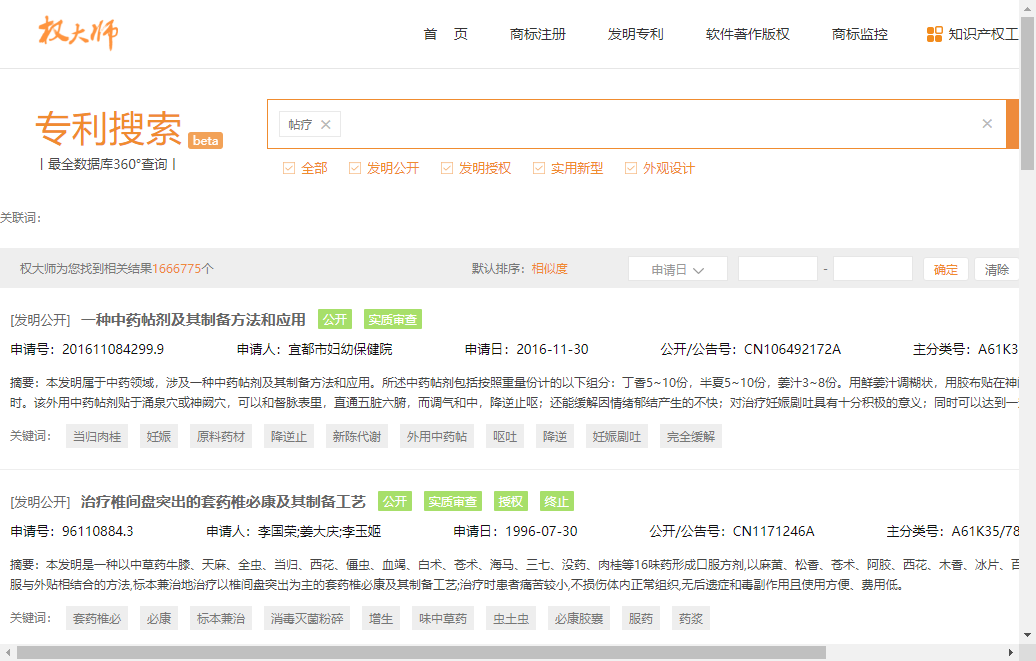 权大师
首 页 商标注册 发明专利 软件著作版权 商标监控 知识产权工
专利搜索 beta
丨最全数据库360°查询丨
帖疗
全部 发明公开 发明授权 实用新型 外观设计
关联词：
权大师为您找到相关结果1666775个 默认排序：相似度 申请日 - 确定 清除
[发明公开] 一种中药帖剂及其制备方法和应用 公开 实质审查
申请号：201611084299.9 申请人：宜都市妇幼保健院 申请日：2016-11-30 公开/公告号：CN106492172A 主分类号：A61K3
摘要：本发明属于中药领域，涉及一种中药帖剂及其制备方法和应用。所述中药帖剂包括按照重量份计的以下组分：丁香5~10份，半夏5~10份，姜汁3~8份。用鲜姜汁调糊状，用胶布贴在神
时。该外用中药帖剂贴于涌泉穴或神阙穴，可以和督脉表里，直通五脏六腑，而调气和中，降逆止呕；还能缓解因情绪郁结产生的不快；对治疗妊娠剧吐具有十分积极的意义；同时可以达到一
关键词： 当归肉桂 妊娠 原料药材 降逆止 新陈代谢 外用中药帖 呕吐 降逆 妊娠剧吐 完全缓解
[发明公开] 治疗椎间盘突出的套药椎必康及其制备工艺 公开 实质审查 授权 终止
申请号：96110884.3 申请人：李国荣;姜大庆;李玉姬 申请日：1996-07-30 公开/公告号：CN1171246A 主分类号：A61K35/78
摘要：本发明是一种以中草药牛膝、天麻、全虫、当归、西花、僵虫、血竭、白术、苍术、海马、三七、没药、肉桂等16味药形成口服方剂,以麻黄、松香、苍术、阿胶、西花、木香、冰片、百
服与外贴相结合的方法,标本兼治地治疗以椎间盘突出为主的套药椎必康及其制备工艺;治疗时患者痛苦较小,不损伤体内正常组织,无后遗症和毒副作用且使用方便、费用低。
关键词： 套药椎必 必康 标本兼治 消毒灭菌粉碎 增生 味中草药 虫土虫 必康胶囊 服药 药浆